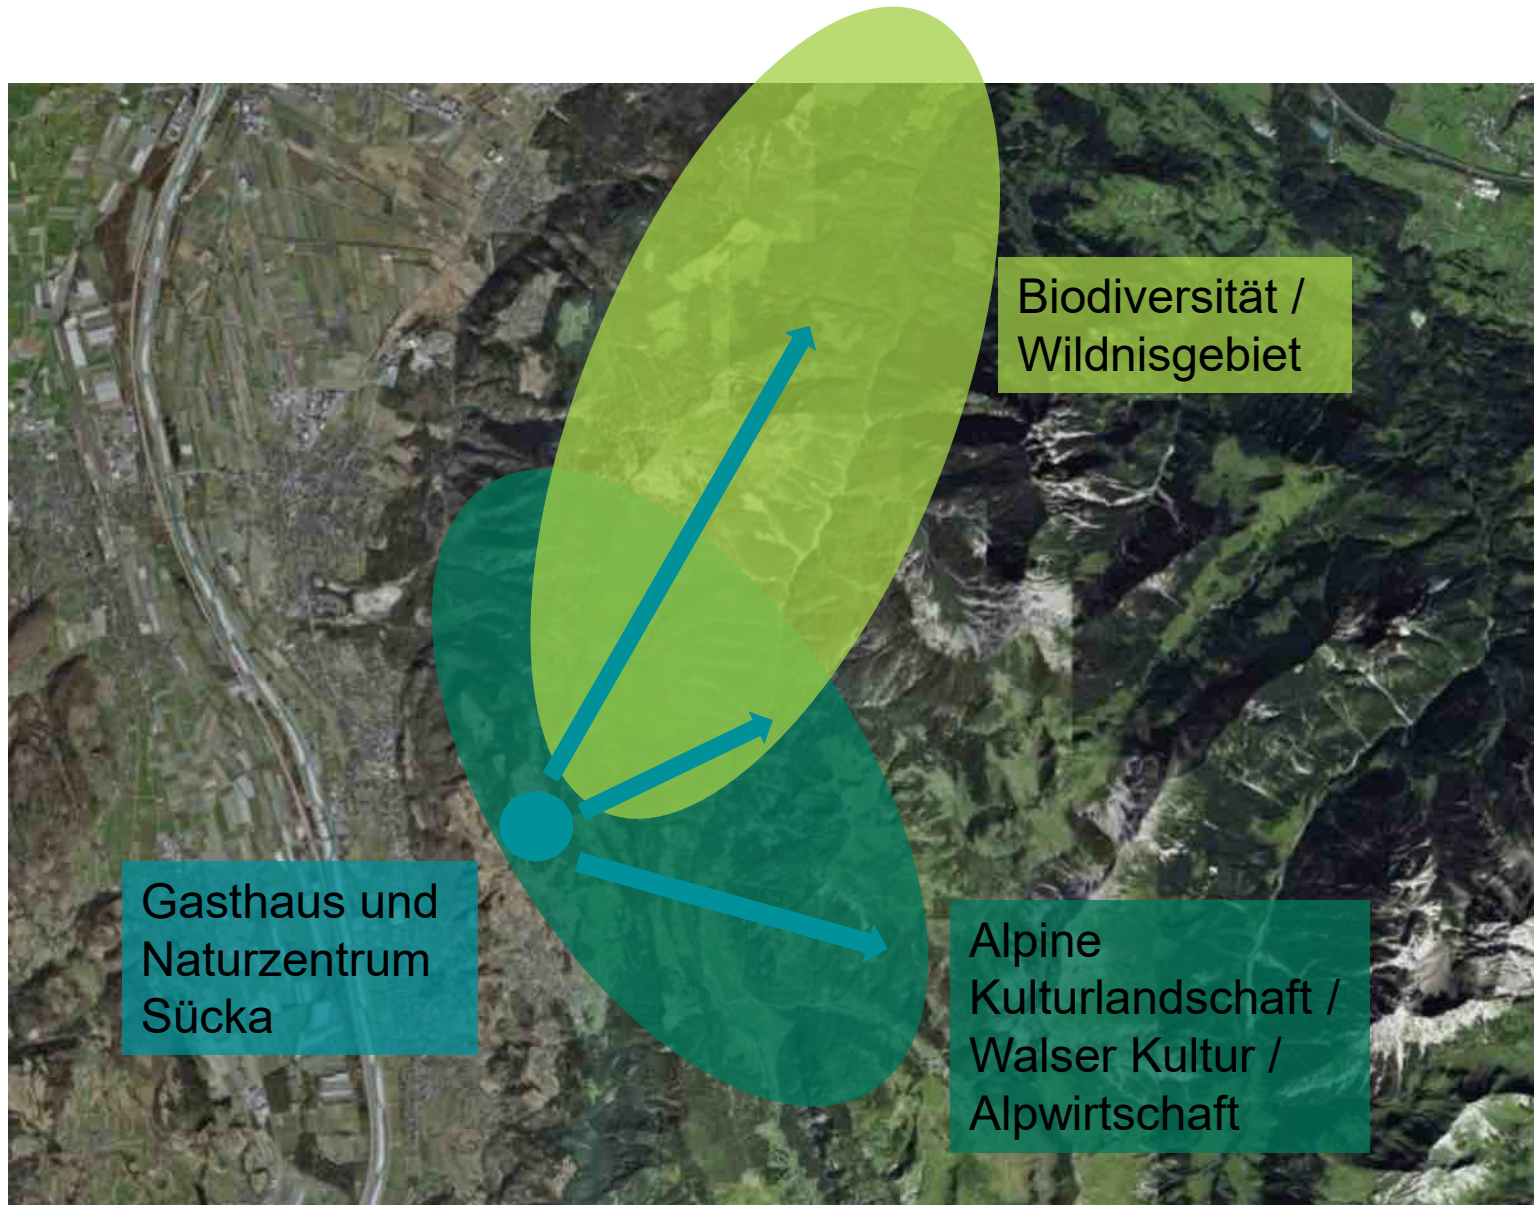 Biodiversität /
Wildnisgebiet
Gasthaus und
Naturzentrum
Sücka
Alpine
Kulturlandschaft /
Walser Kultur /
Alpwirtschaft